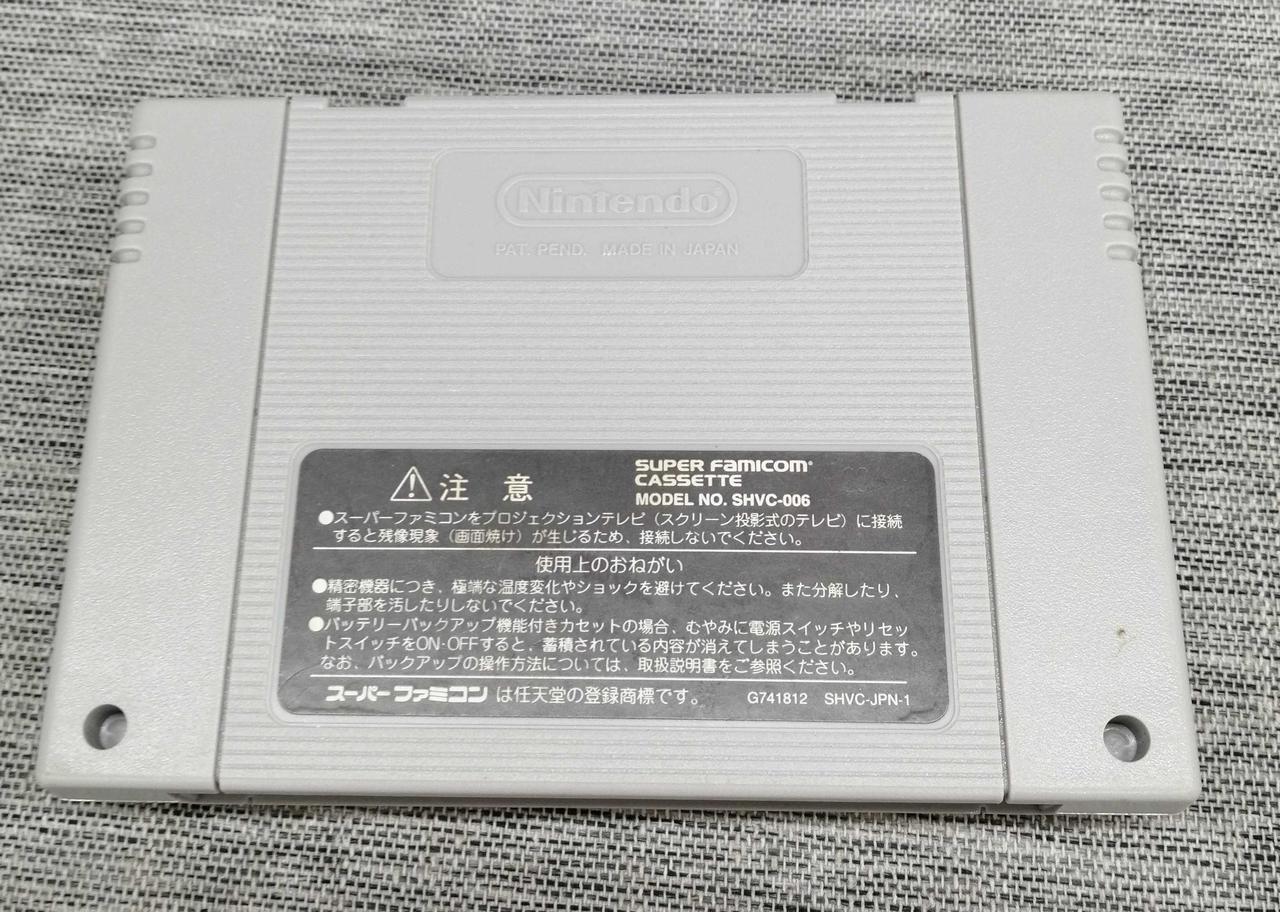 Nintendo
PAT. PEND. MADE IN JAPAN
注 意
SUPER FAMICOM
CASSETTE
MODEL NO. SHVC-006
●スーパーファミコンをプロジェクションテレビ（スクリーン投影式のテレビ）に接続
すると残像現象（画面焼け）が生じるため、接続しないでください。
使用上のおねがい
●精密機器につき、極端な温度変化やショックを避けてください。また分解したり、
端子部を汚したりしないでください。
●バッテリーバックアップ機能付きカセットの場合、むやみに電源スイッチやリセッ
トスイッチをON・OFFすると、蓄積されている内容が消えてしまうことがあります。
なお、バックアップの操作方法については、取扱説明書をご参照ください。
スーパーファミコン は任天堂の登録商標です。 G741812 SHVC-JPN-1